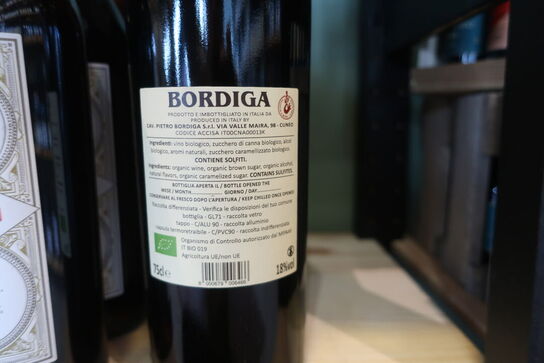 BORDIGA
PRODOTTO E IMBOTTIGLIATO IN ITALIA DA
PRODUCED IN ITALY BY
CAV. PIETRO BORDIGA S.r.l. VIA VALLE MAIRA, 98 - CUNEO
CODICE ACCISA IT00CNA00013K
Ingredienti: vino biologico, zucchero di canna biologico, alcol
biologico, aromi naturali, zucchero caramellizzato biologico.
CONTIENE SOLFITI.
Ingredients: organic wine, organic brown sugar, organic alcohol,
natural flavors, organic caramelized sugar. CONTAINS SULFITES.
BOTTIGLIA APERTA IL / BOTTLE OPENED THE
MESE / MONTH GIORNO / DAY
CONSERVARE AL FRESCO DOPO L'APERTURA / KEEP CHILLED ONCE OPENED
Raccolta differenziata - Verifica le disposizioni del tuo comune
bottiglia - GL71 - raccolta vetro
tappo - C/ALU 90 - raccolta alluminio
capsula termoretraibile - C/PVC90 - raccolta indifferenziata
Organismo di Controllo autorizzato dal MIPAAF
IT BIO 019
Agricoltura UE/non UE
75cl e
18%vol